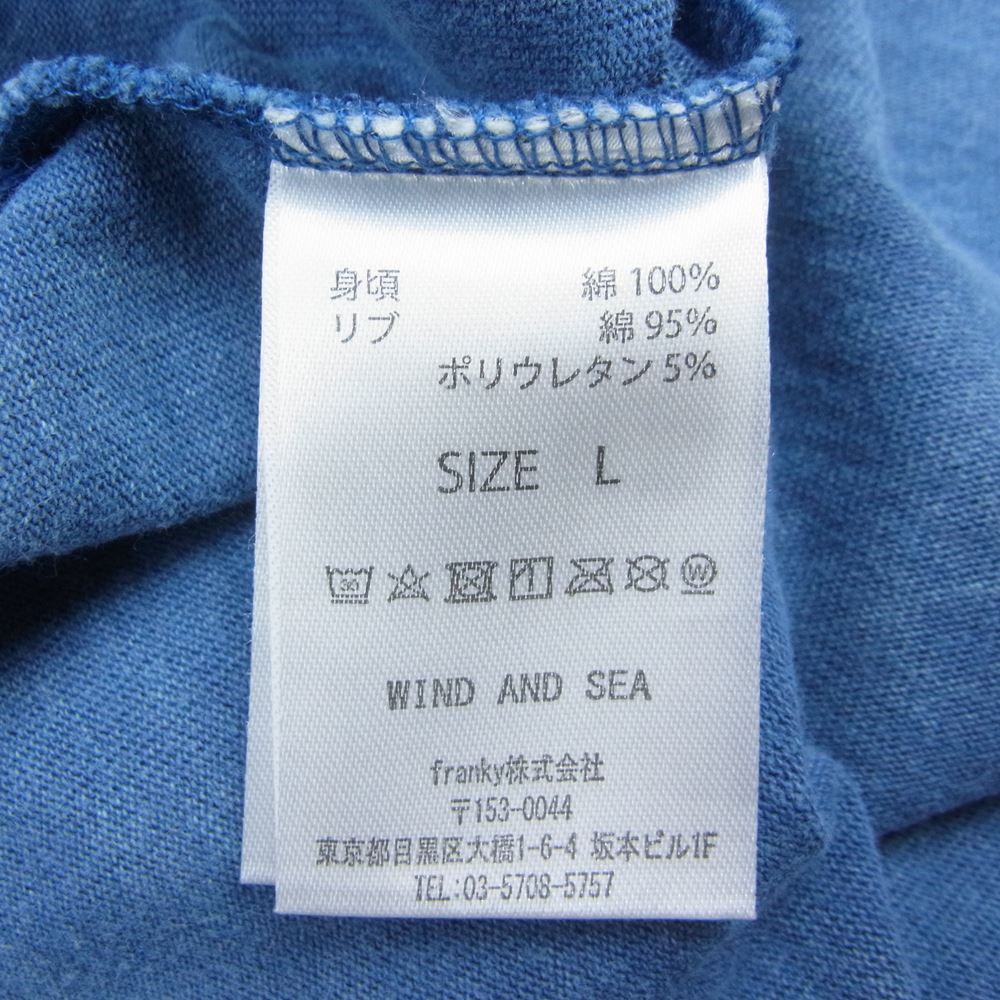 身頃 綿 100%
リブ 綿 95%
ポリウレタン 5%
SIZE L
30 W
WIND AND SEA
franky株式会社
〒153-0044
東京都目黒区大橋1-6-4 坂本ビル1F
TEL:03-5708-5757